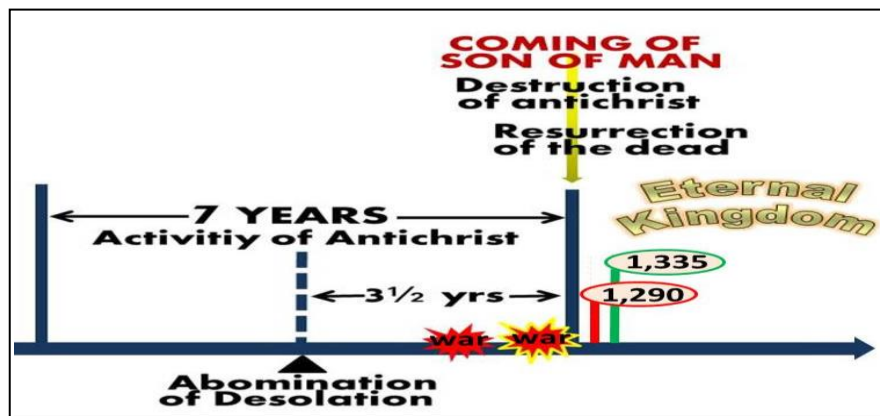 COMING OF
SON OF MAN
Destruction
of antichrist
Resurrection
of the dead
Eternal
Kingdom
7 YEARS
Activitiy of Antichrist
1,335
3½ yrs
1,290
war
war
Abomination
of Desolation